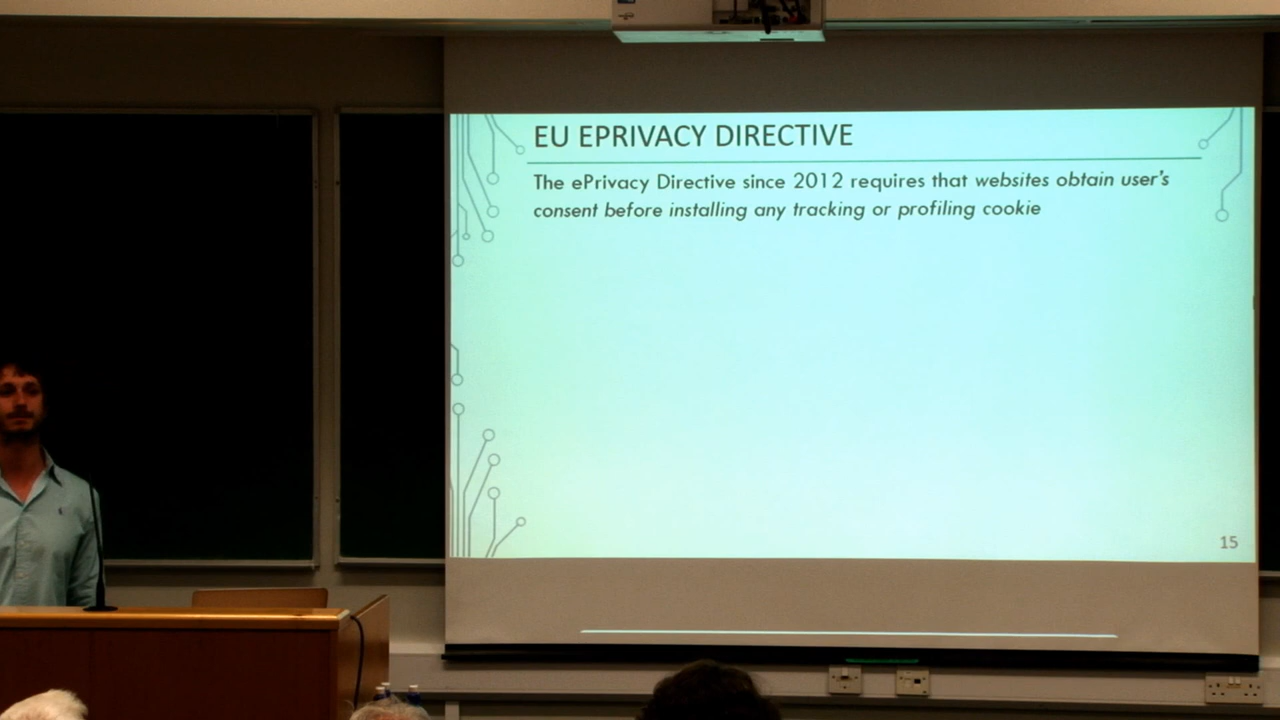 EU EPRIVACY DIRECTIVE
The ePrivacy Directive since 2012 requires that websites obtain user's
consent before installing any tracking or profiling cookie
15